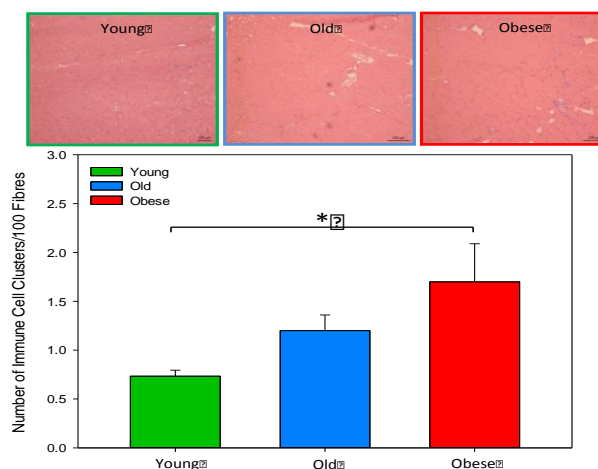 Young⍰ Old⍰ Obese⍰
3.0
2.5
2.0
1.5
1.0
0.5
0.0
Number of Immune Cell Clusters/100 Fibres
Young
Old
Obese
*⍰
Young⍰ Old⍰ Obese⍰